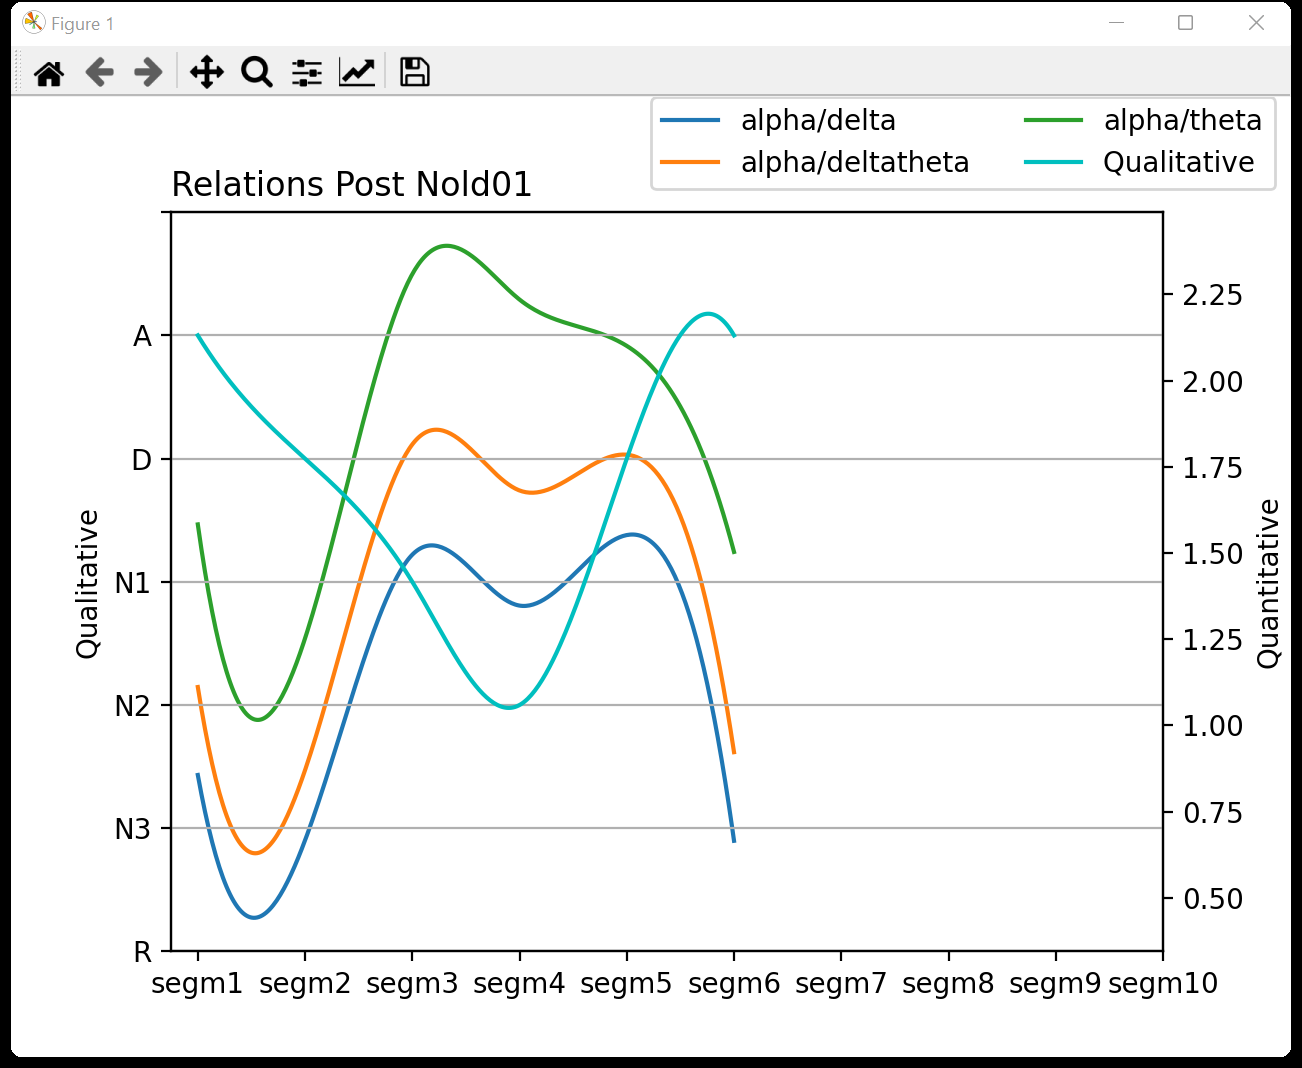 Figure 1
alpha/delta
alpha/deltatheta
alpha/theta
Qualitative
Relations Post Nold01
A
D
N1
N2
N3
R
Qualitative
2.25
2.00
1.75
1.50
1.25
1.00
0.75
0.50
Quantitative
segm1 segm2 segm3 segm4 segm5 segm6 segm7 segm8 segm9 segm10